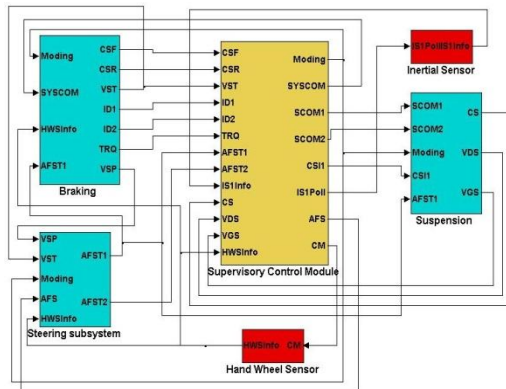 Moding
SYSCOM
HWSInfo
AFST1
CSF
CSR
VST
ID1
ID2
TRQ
VSP
Braking
CSF
CSR
VST
ID1
ID2
TRQ
AFST1
AFST2
IS1Info
CS
VDS
VGS
HWSInfo
Moding
SYSCOM
SCOM1
SCOM2
CSI1
IS1Poll
AFS
CM
Supervisory Control Module
IS1Poll IS1Info
Inertial Sensor
SCOM1
SCOM2
Moding
CSI1
AFST1
CS
VDS
VGS
Suspension
VSP
VST
Moding
AFS
HWSInfo
AFST1
AFST2
Steering subsystem
HWSInfo CM
Hand Wheel Sensor